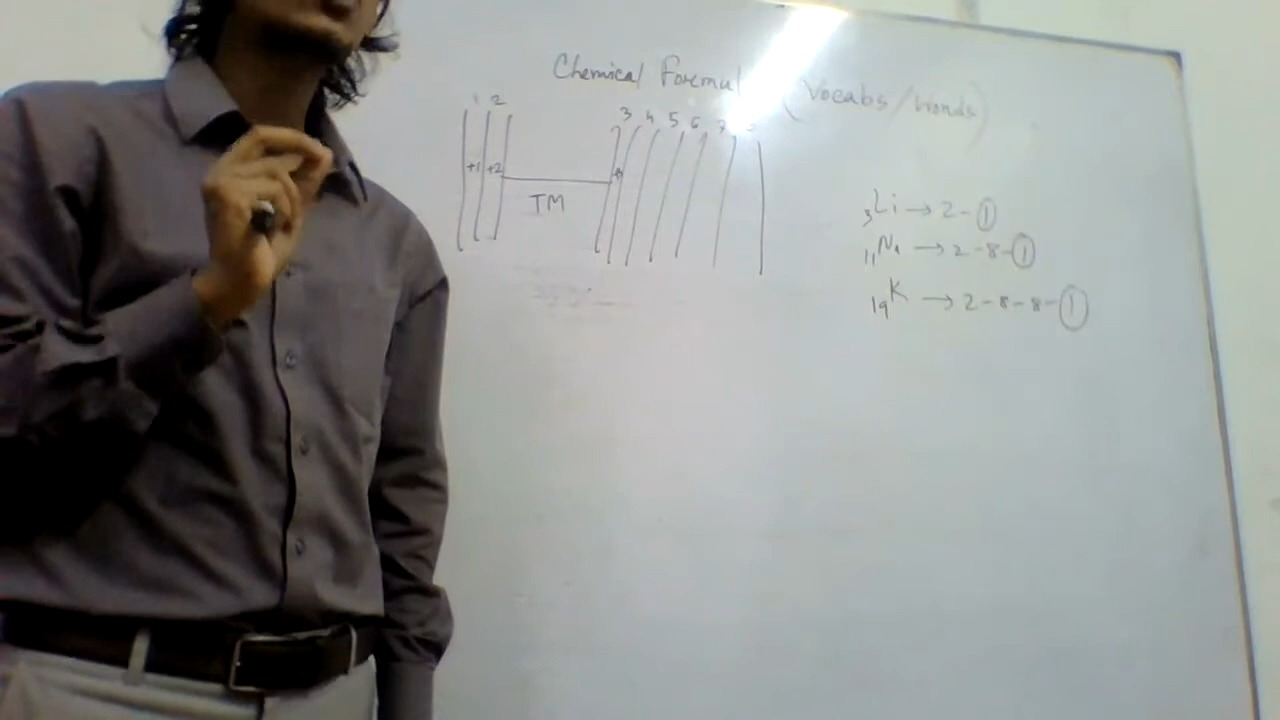 Chemical Formul (Vocabs/Words)
1 2 3 4 5 6 7
+1 +2
TM
3Li → 2-1
11Na → 2-8-1
19K → 2-8-8-1